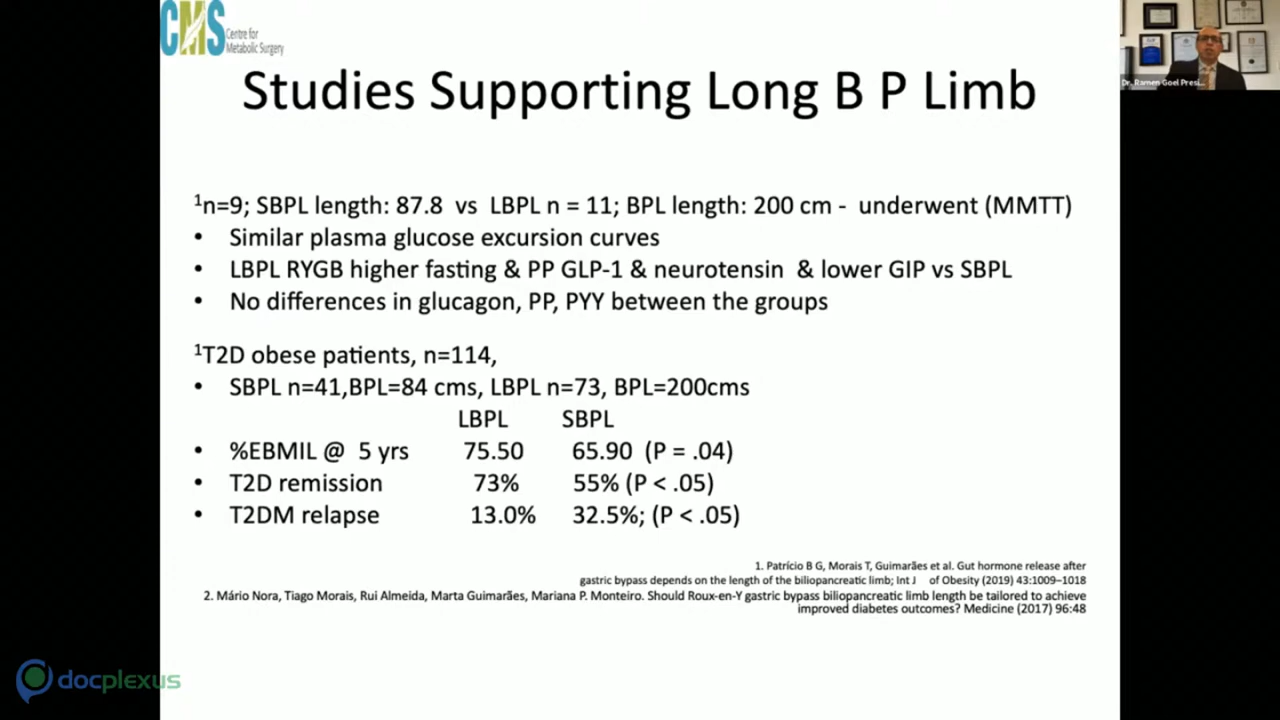 CMS Centre for
Metabolic Surgery
Dr. Ramen Goel Presi...
Studies Supporting Long B P Limb
¹n=9; SBPL length: 87.8 vs LBPL n = 11; BPL length: 200 cm - underwent (MMTT)
• Similar plasma glucose excursion curves
• LBPL RYGB higher fasting & PP GLP-1 & neurotensin & lower GIP vs SBPL
• No differences in glucagon, PP, PYY between the groups
¹T2D obese patients, n=114,
• SBPL n=41,BPL=84 cms, LBPL n=73, BPL=200cms
LBPL SBPL
• %EBMIL @ 5 yrs 75.50 65.90 (P = .04)
• T2D remission 73% 55% (P < .05)
• T2DM relapse 13.0% 32.5%; (P < .05)
1. Patrício B G, Morais T, Guimarães et al. Gut hormone release after
gastric bypass depends on the length of the biliopancreatic limb; Int J of Obesity (2019) 43:1009–1018
2. Mário Nora, Tiago Morais, Rui Almeida, Marta Guimarães, Mariana P. Monteiro. Should Roux-en-Y gastric bypass biliopancreatic limb length be tailored to achieve
improved diabetes outcomes? Medicine (2017) 96:48
docplexus